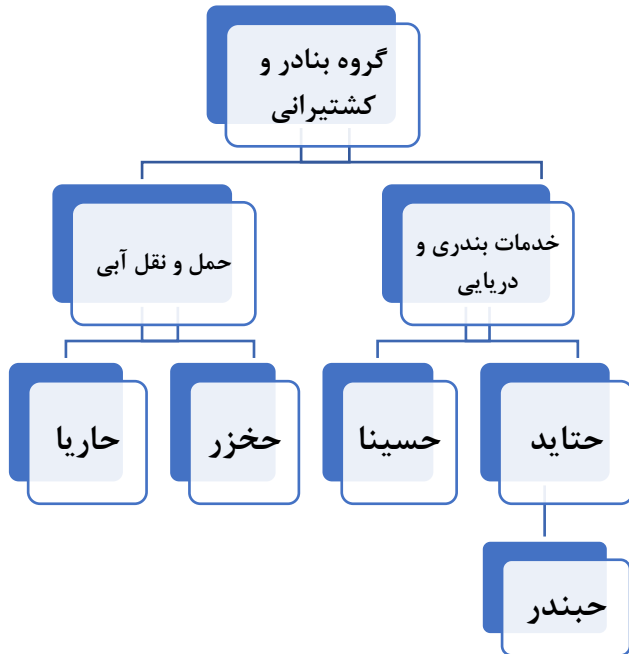 گروه بنادر و
کشتیرانی
خدمات بندری و
دریایی
حمل و نقل آبی
حتاید
حسینا
حخزر
حاریا
حبندر